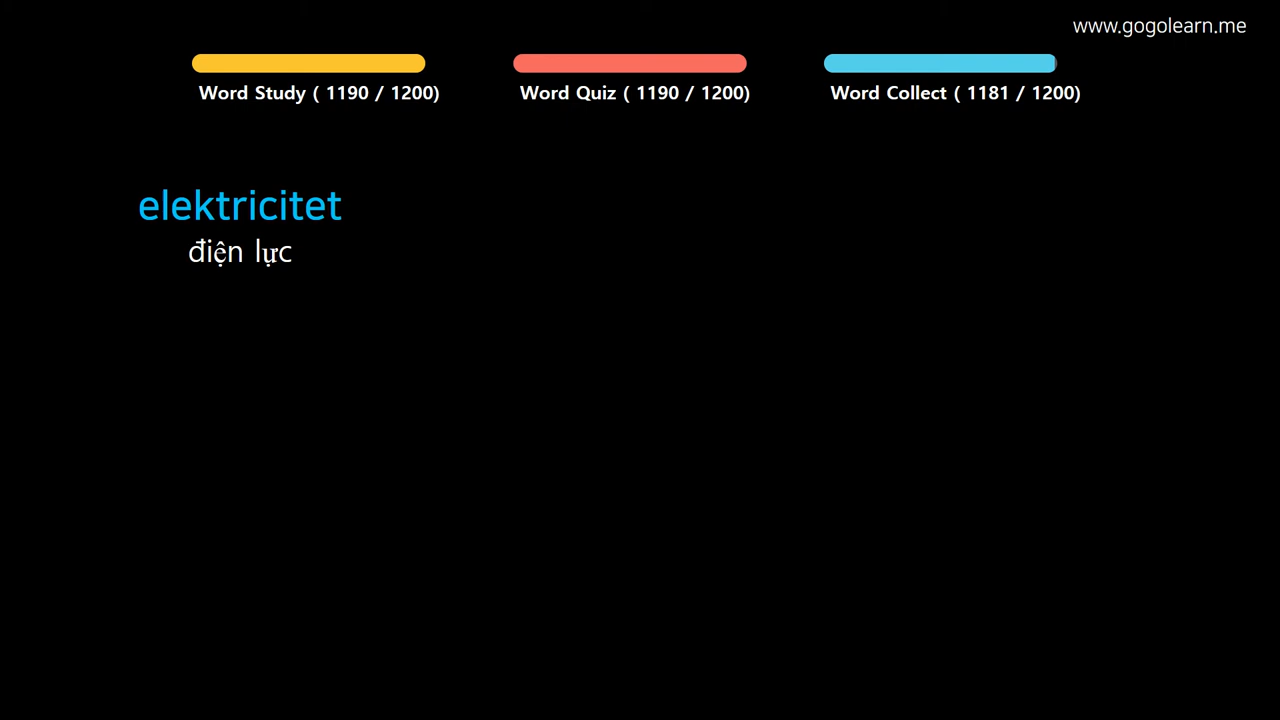 www.gogolearn.me
Word Study ( 1190 / 1200)
Word Quiz ( 1190 / 1200)
Word Collect ( 1181 / 1200)
elektricitet
điện lực